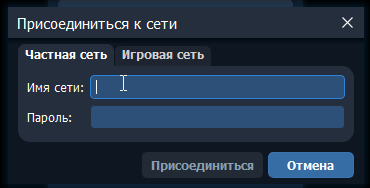 Присоединиться к сети
Частная сеть Игровая сеть
Имя сети:
Пароль:
Присоединиться Отмена